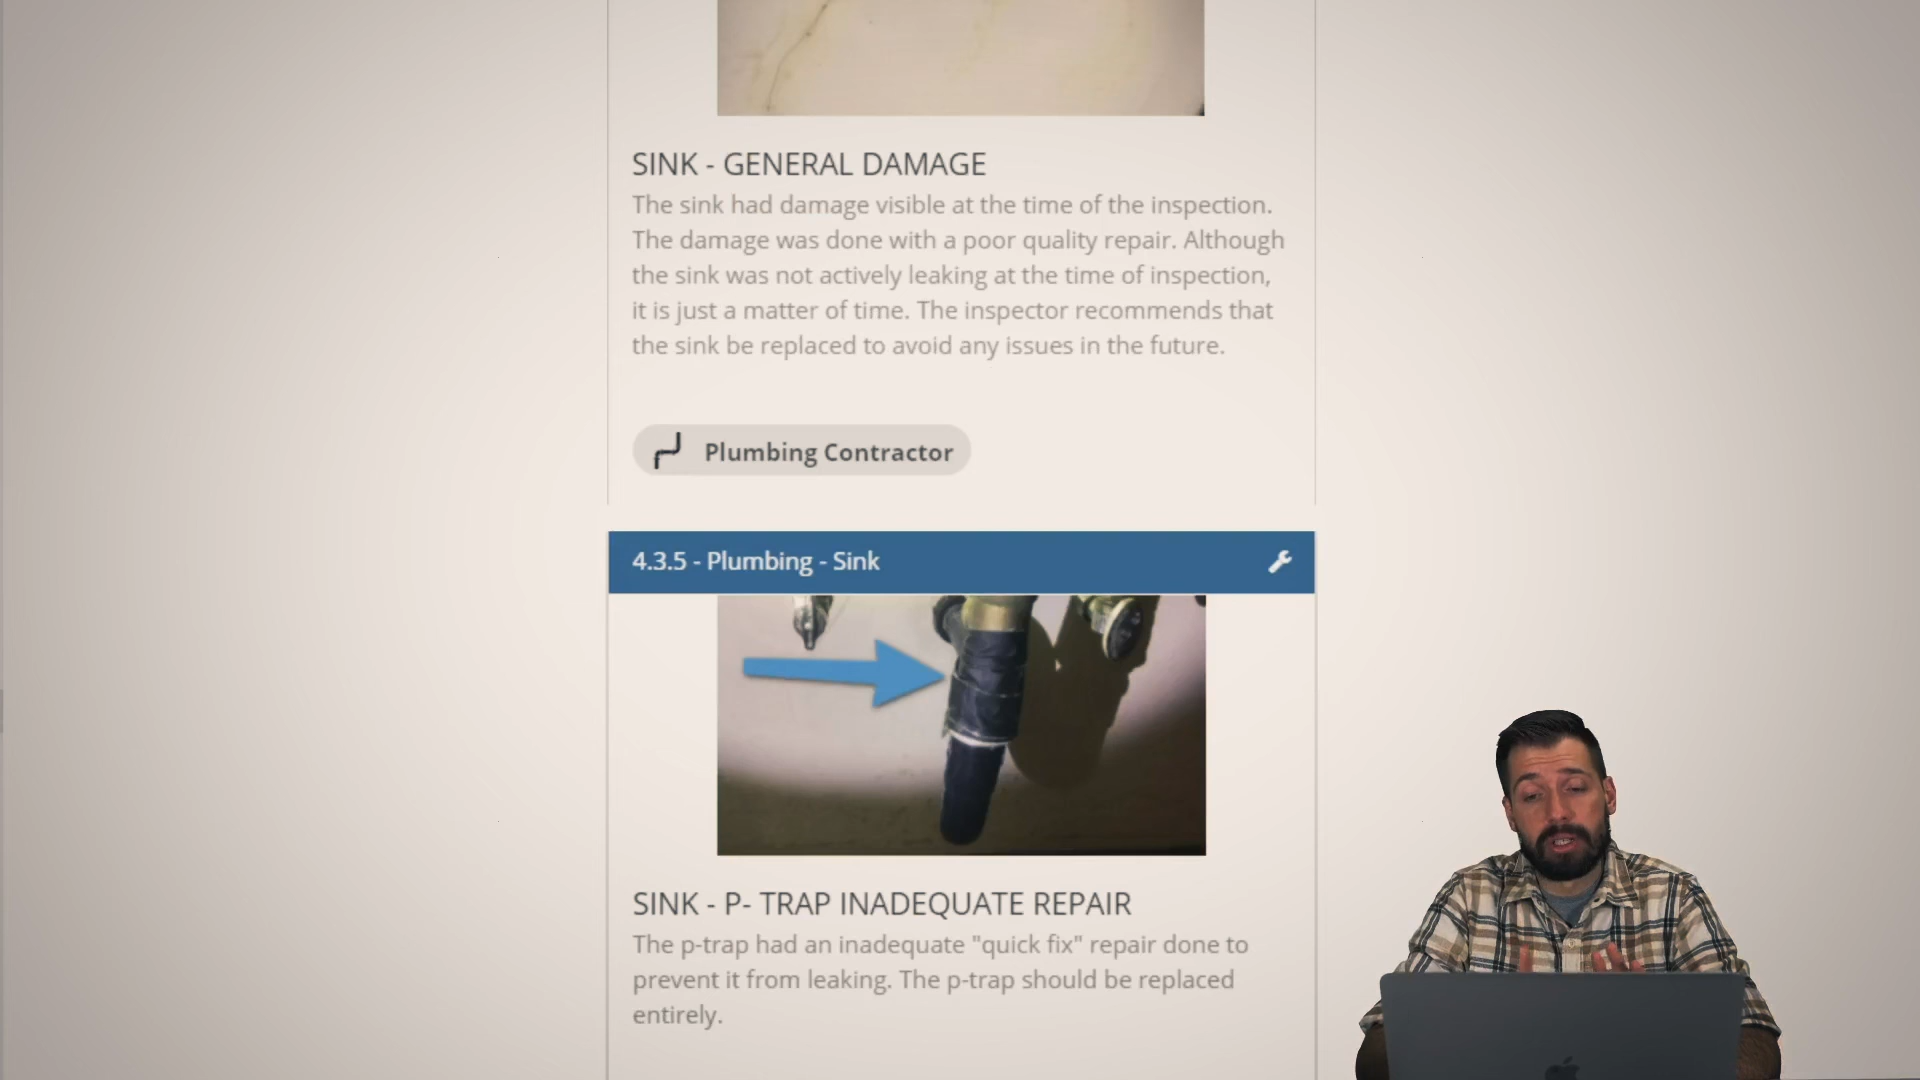 SINK - GENERAL DAMAGE
The sink had damage visible at the time of the inspection.
The damage was done with a poor quality repair. Although
the sink was not actively leaking at the time of inspection,
it is just a matter of time. The inspector recommends that
the sink be replaced to avoid any issues in the future.
Plumbing Contractor
4.3.5 - Plumbing - Sink
SINK - P- TRAP INADEQUATE REPAIR
The p-trap had an inadequate "quick fix" repair done to
prevent it from leaking. The p-trap should be replaced
entirely.